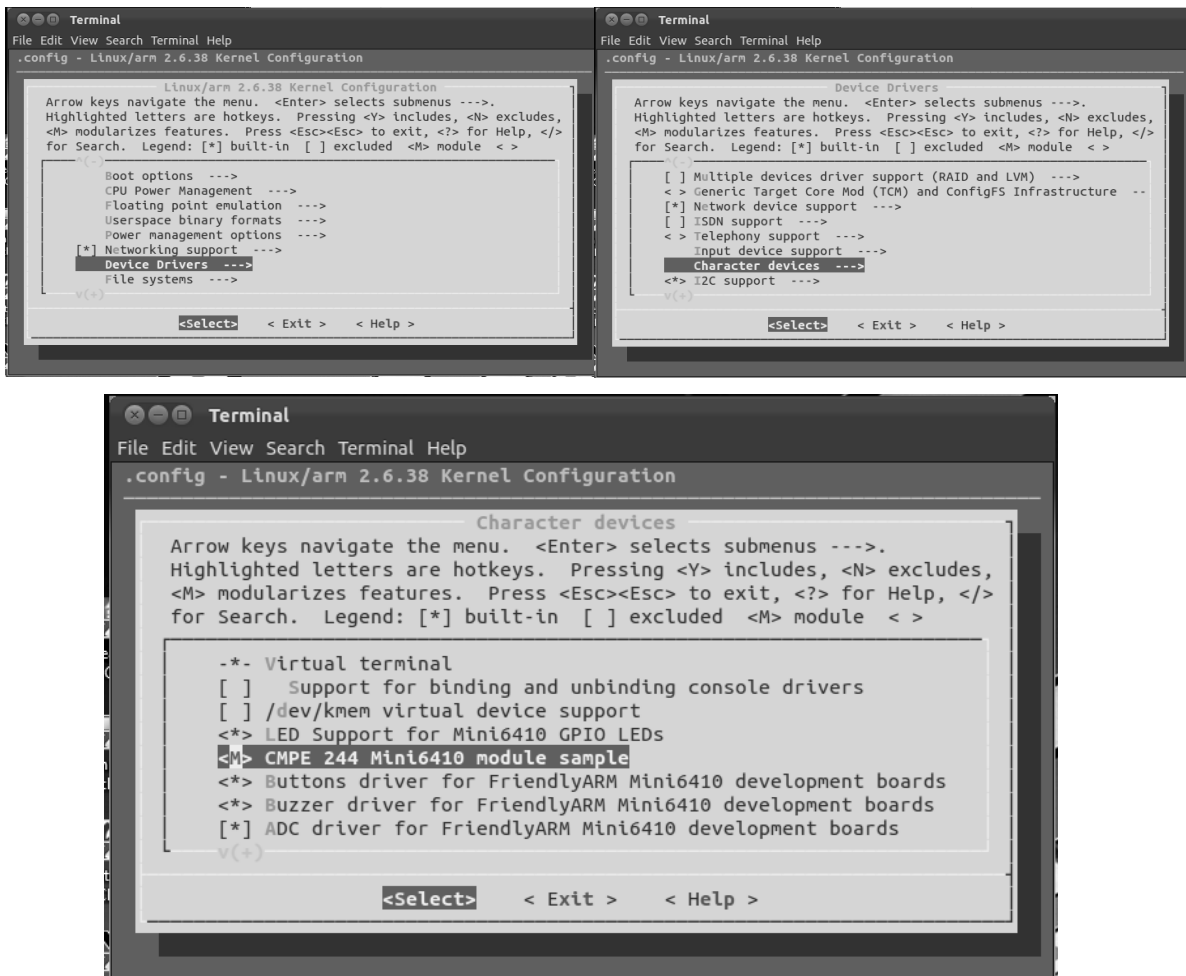 Terminal
File Edit View Search Terminal Help
.config - Linux/arm 2.6.38 Kernel Configuration
Linux/arm 2.6.38 Kernel Configuration
Arrow keys navigate the menu. <Enter> selects submenus --->.
Highlighted letters are hotkeys. Pressing <Y> includes, <N> excludes,
<M> modularizes features. Press <Esc><Esc> to exit, <?> for Help, </>
for Search. Legend: [*] built-in [ ] excluded <M> module < >
^(-)
Boot options --->
CPU Power Management --->
Floating point emulation --->
Userspace binary formats --->
Power management options --->
[*] Networking support --->
Device Drivers --->
File systems --->
v(+)
<Select> < Exit > < Help >
Terminal
File Edit View Search Terminal Help
.config - Linux/arm 2.6.38 Kernel Configuration
Device Drivers
Arrow keys navigate the menu. <Enter> selects submenus --->.
Highlighted letters are hotkeys. Pressing <Y> includes, <N> excludes,
<M> modularizes features. Press <Esc><Esc> to exit, <?> for Help, </>
for Search. Legend: [*] built-in [ ] excluded <M> module < >
^(-)
[ ] Multiple devices driver support (RAID and LVM) --->
< > Generic Target Core Mod (TCM) and ConfigFS Infrastructure --
[*] Network device support --->
[ ] ISDN support --->
< > Telephony support --->
Input device support --->
Character devices --->
<*> I2C support --->
v(+)
<Select> < Exit > < Help >
Terminal
File Edit View Search Terminal Help
.config - Linux/arm 2.6.38 Kernel Configuration
Character devices
Arrow keys navigate the menu. <Enter> selects submenus --->.
Highlighted letters are hotkeys. Pressing <Y> includes, <N> excludes,
<M> modularizes features. Press <Esc><Esc> to exit, <?> for Help, </>
for Search. Legend: [*] built-in [ ] excluded <M> module < >
-*- Virtual terminal
[ ] Support for binding and unbinding console drivers
[ ] /dev/kmem virtual device support
<*> LED Support for Mini6410 GPIO LEDs
<M> CMPE 244 Mini6410 module sample
<*> Buttons driver for FriendlyARM Mini6410 development boards
<*> Buzzer driver for FriendlyARM Mini6410 development boards
[*] ADC driver for FriendlyARM Mini6410 development boards
v(+)
<Select> < Exit > < Help >